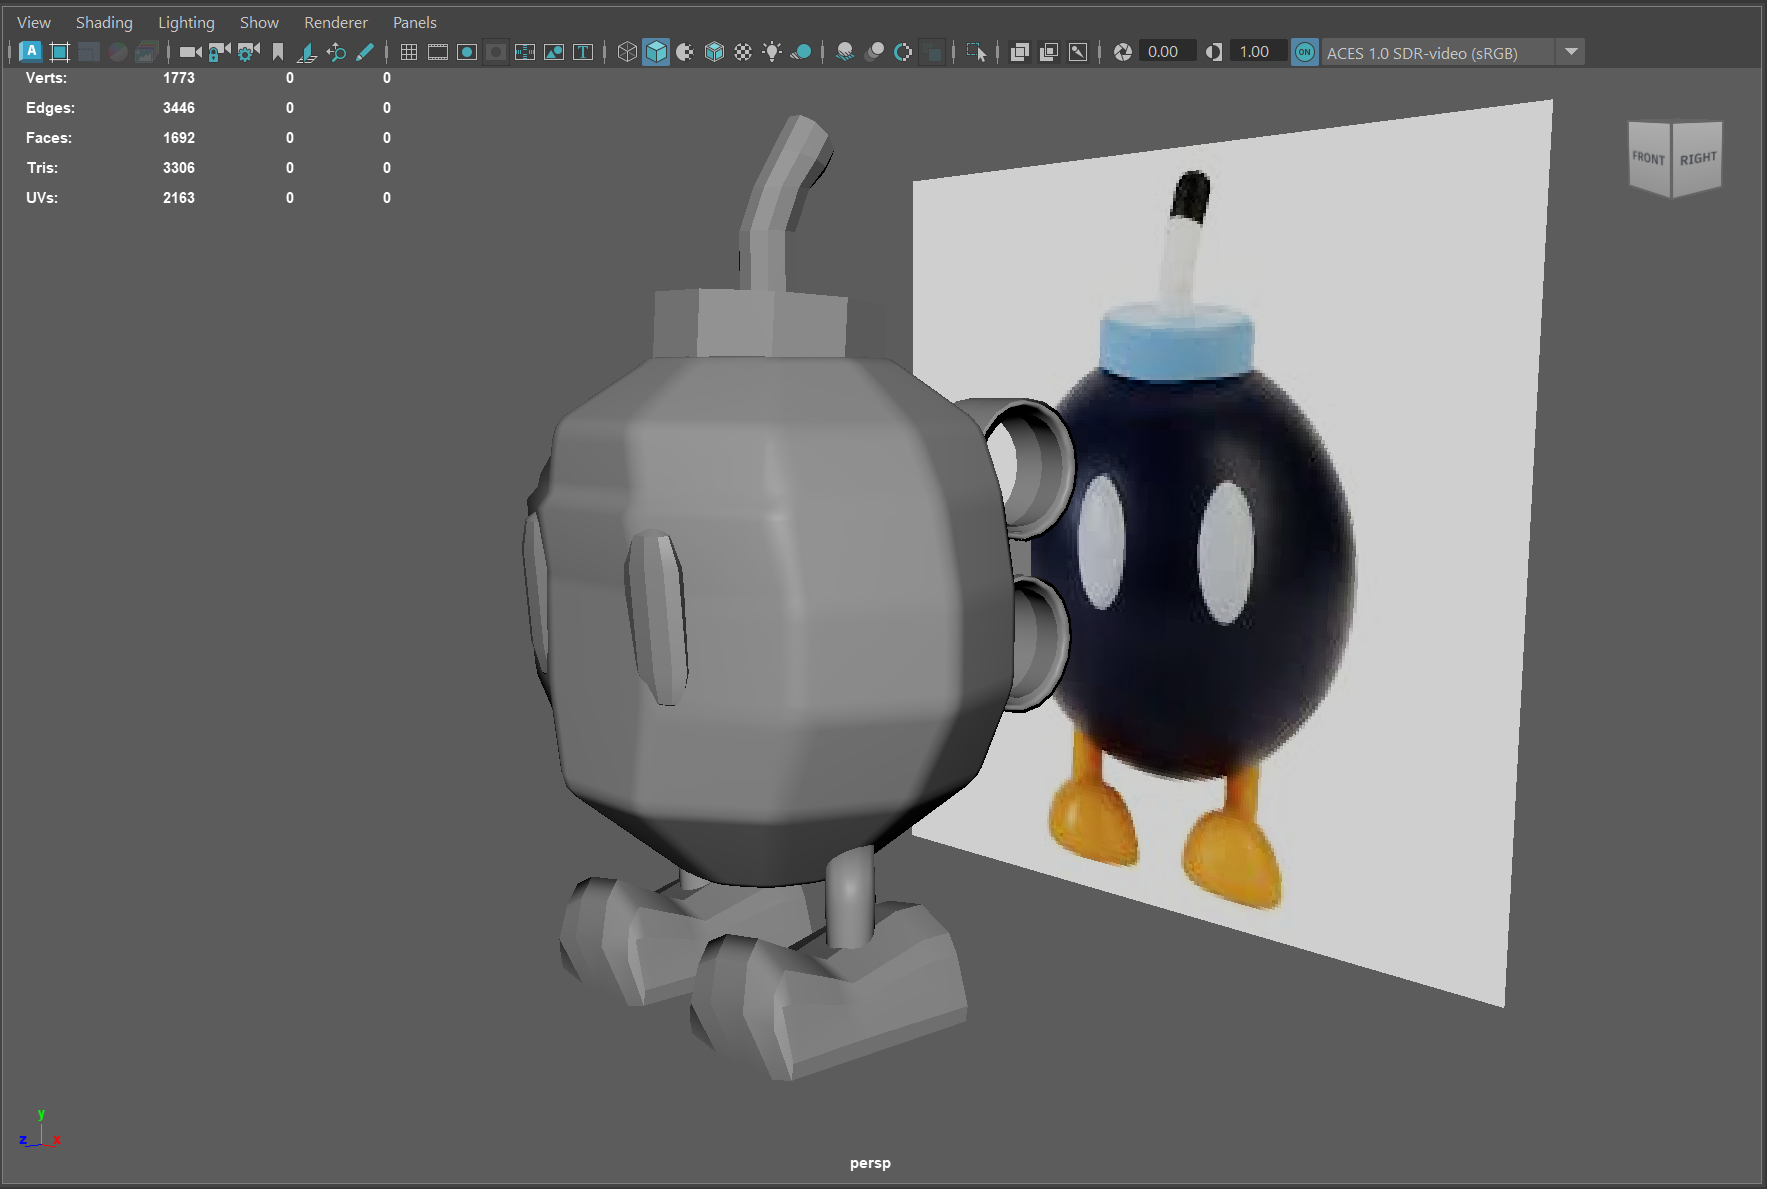 View Shading Lighting Show Renderer Panels
A T 0.00 1.00 ON ACES 1.0 SDR-video (sRGB)
Verts: 1773 0 0
Edges: 3446 0 0
Faces: 1692 0 0
Tris: 3306 0 0
UVs: 2163 0 0
FRONT RIGHT
y
z x
persp